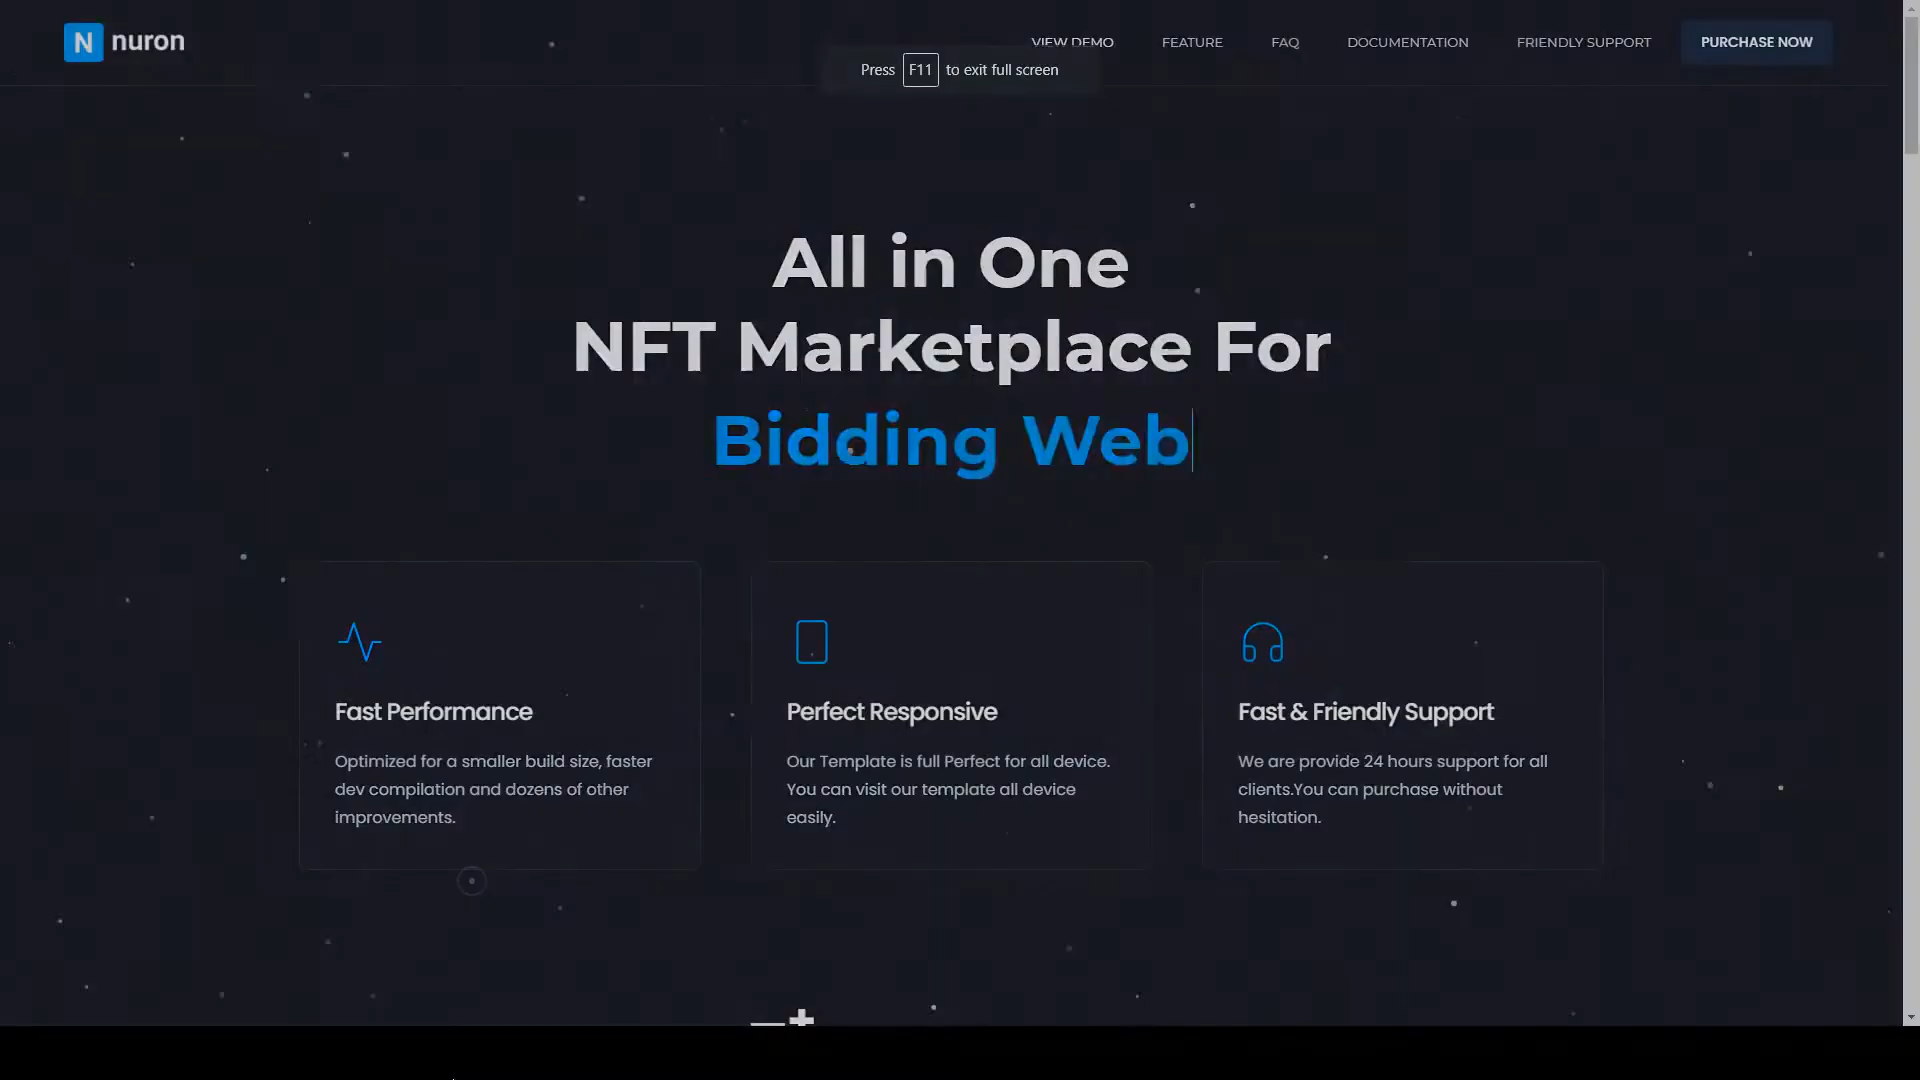 N nuron
VIEW DEMO
FEATURE
FAQ
DOCUMENTATION
FRIENDLY SUPPORT
PURCHASE NOW
Press F11 to exit full screen
All in One
NFT Marketplace For
Bidding Web
Fast Performance
Optimized for a smaller build size, faster
dev compilation and dozens of other
improvements.
Perfect Responsive
Our Template is full Perfect for all device.
You can visit our template all device
easily.
Fast & Friendly Support
We are provide 24 hours support for all
clients.You can purchase without
hesitation.